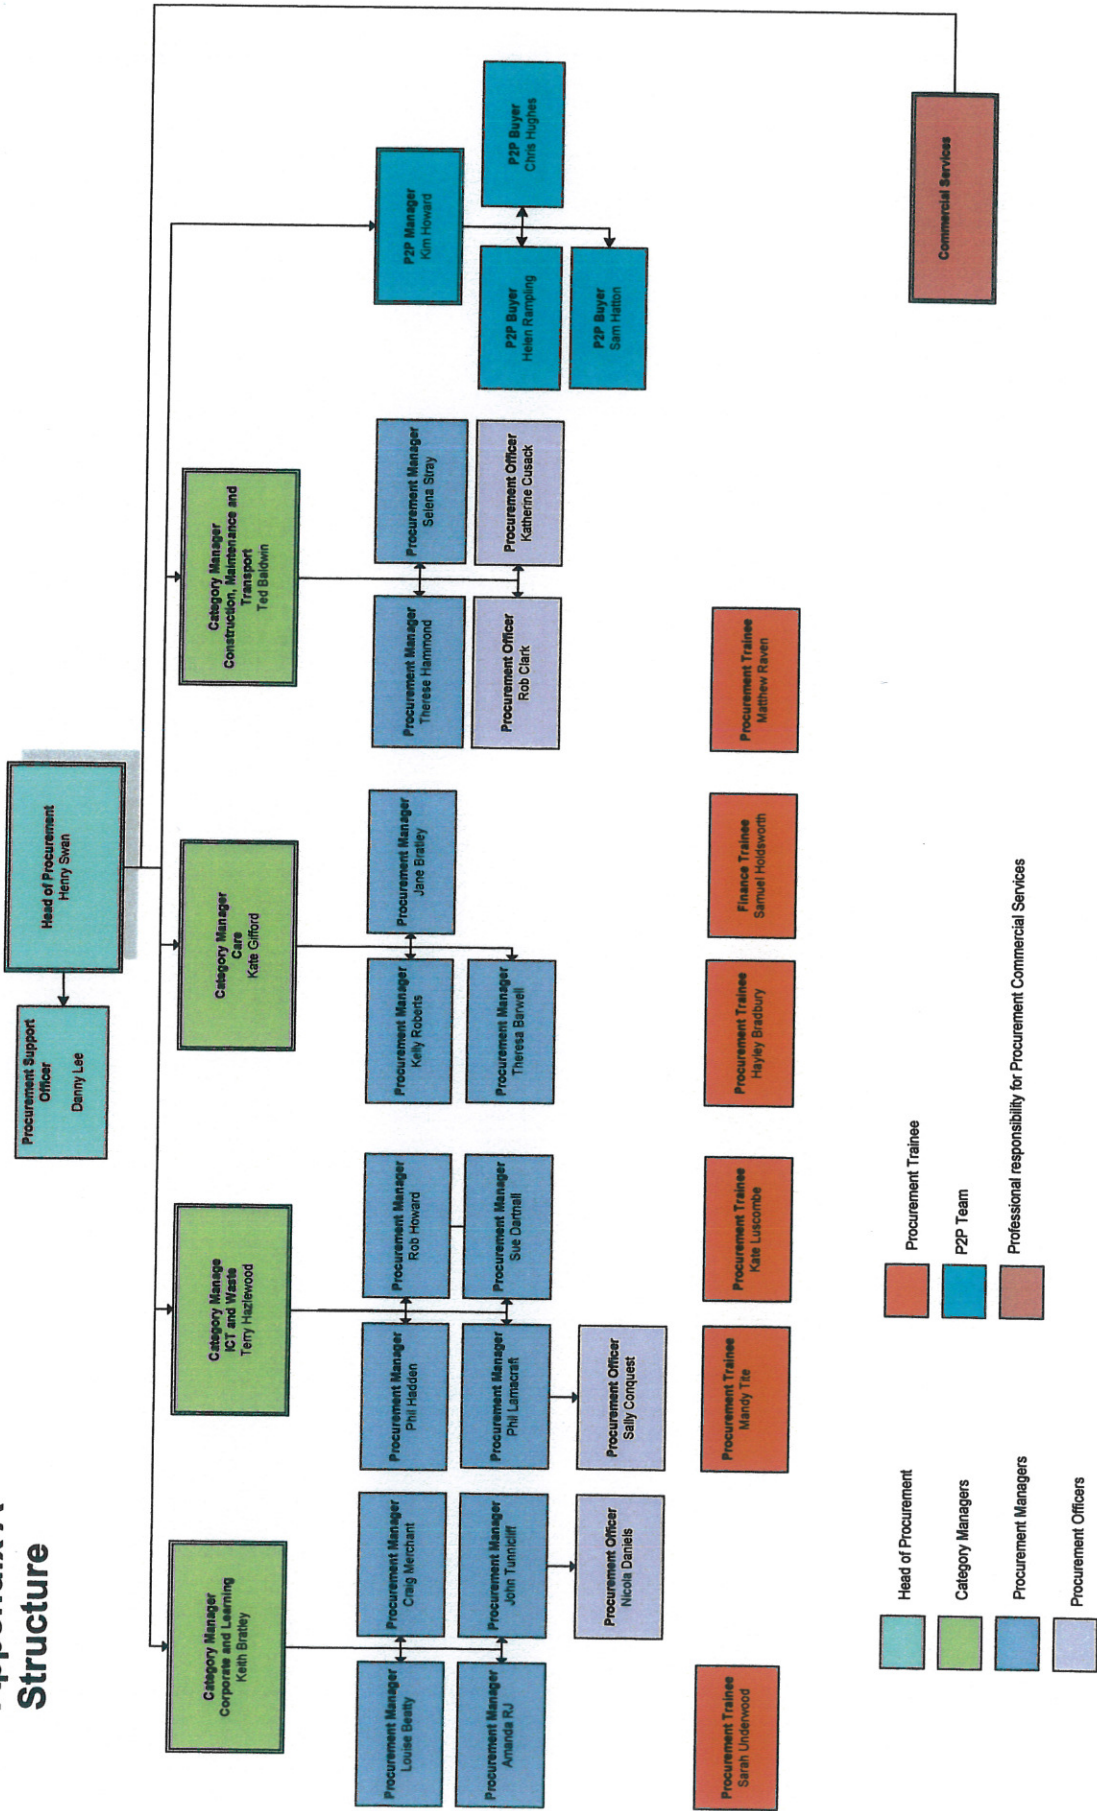 Structure
Head of Procurement
Henry Swan
Procurement Support
Officer
Danny Lee
Category Manager
Corporate and Learning
Keith Bratley
Category Manage
ICT and Waste
Terry Hazlewood
Category Manager
Care
Kate Gifford
Category Manager
Construction, Maintenance and
Transport
Ted Baldwin
P2P Manager
Kim Howard
Procurement Manager
Louise Beatty
Procurement Manager
Craig Merchant
Procurement Manager
Amanda RJ
Procurement Manager
John Tunnicliff
Procurement Officer
Nicola Daniels
Procurement Manager
Phil Hadden
Procurement Manager
Rob Howard
Procurement Manager
Phil Lamacraft
Procurement Manager
Sue Dartnall
Procurement Officer
Sally Conquest
Procurement Manager
Kelly Roberts
Procurement Manager
Jane Bratley
Procurement Manager
Theresa Barwell
Procurement Manager
Therese Hammond
Procurement Manager
Selena Stray
Procurement Officer
Rob Clark
Procurement Officer
Katherine Cusack
P2P Buyer
Helen Rampling
P2P Buyer
Chris Hughes
P2P Buyer
Sam Hatton
Procurement Trainee
Sarah Underwood
Procurement Trainee
Mandy Tite
Procurement Trainee
Kate Luscombe
Procurement Trainee
Hayley Bradbury
Finance Trainee
Samuel Holdsworth
Procurement Trainee
Matthew Raven
Commercial Services
Head of Procurement
Category Managers
Procurement Managers
Procurement Officers
Procurement Trainee
P2P Team
Professional responsibility for Procurement Commercial Services